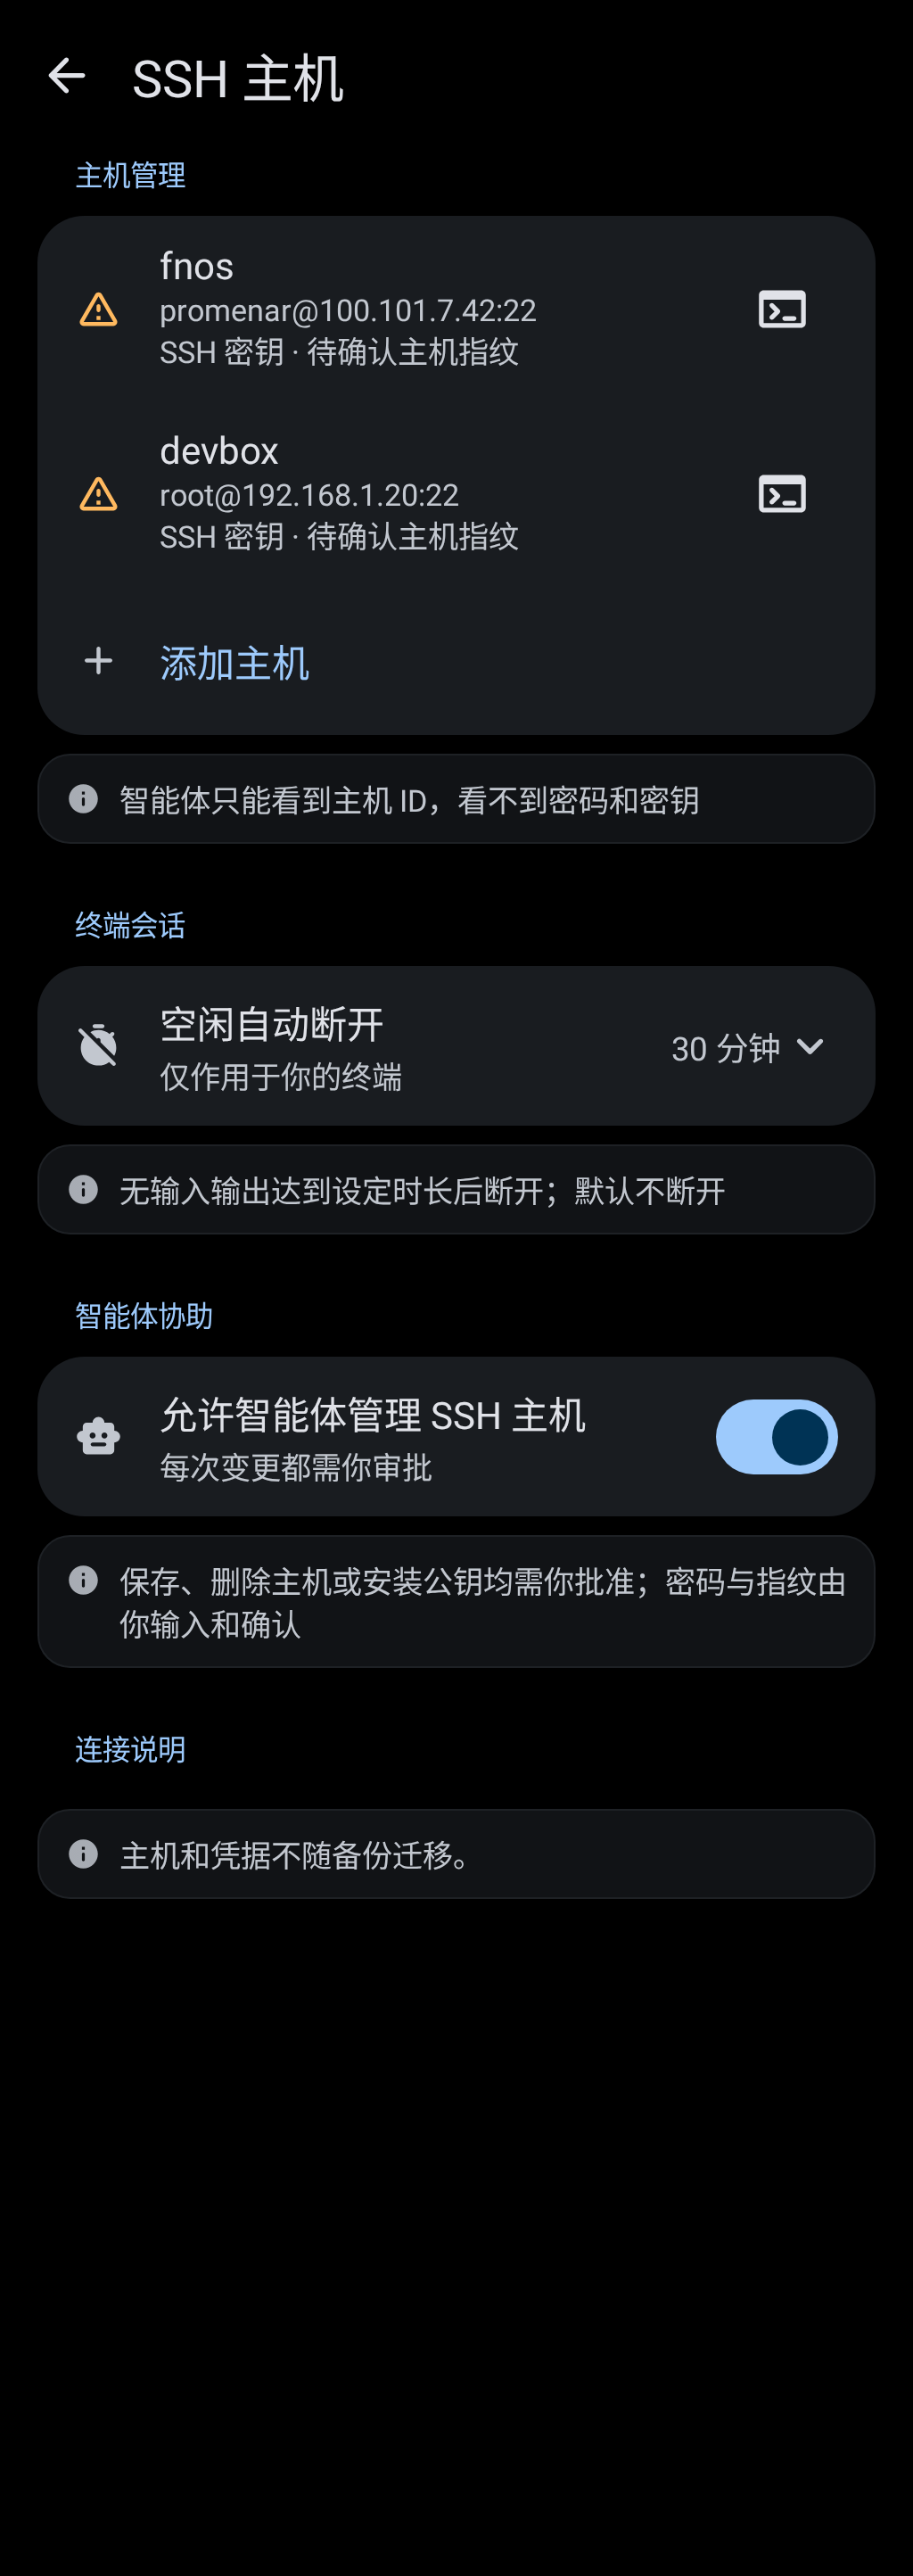 SSH 主机
主机管理
fnos
promenar@100.101.7.42:22
SSH 密钥 · 待确认主机指纹
devbox
root@192.168.1.20:22
SSH 密钥 · 待确认主机指纹
添加主机
智能体只能看到主机 ID，看不到密码和密钥
终端会话
空闲自动断开
仅作用于你的终端
30 分钟
无输入输出达到设定时长后断开；默认不断开
智能体协助
允许智能体管理 SSH 主机
每次变更都需你审批
保存、删除主机或安装公钥均需你批准；密码与指纹由
你输入和确认
连接说明
主机和凭据不随备份迁移。